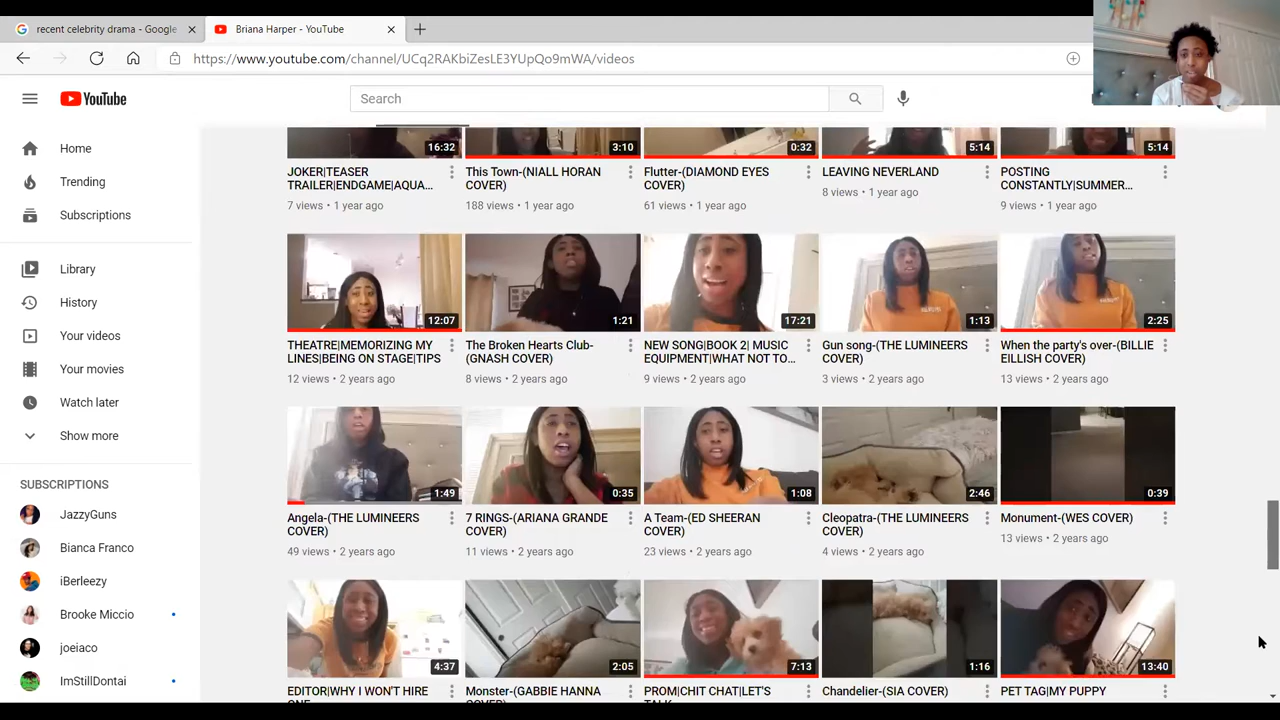 recent celebrity drama - Google
Briana Harper - YouTube
https://www.youtube.com/channel/UCq2RAKbiZesLE3YUpQo9mWA/videos
YouTube
Search
Home
Trending
Subscriptions
Library
History
Your videos
Your movies
Watch later
Show more
SUBSCRIPTIONS
JazzyGuns
Bianca Franco
iBerleezy
Brooke Miccio
joeiaco
ImStillDontai
16:32
3:10
0:32
5:14
5:14
JOKER|TEASER
TRAILER|ENDGAME|AQUA...
7 views • 1 year ago
This Town-(NIALL HORAN
COVER)
188 views • 1 year ago
Flutter-(DIAMOND EYES
COVER)
61 views • 1 year ago
LEAVING NEVERLAND
8 views • 1 year ago
POSTING
CONSTANTLY|SUMMER...
9 views • 1 year ago
12:07
1:21
17:21
1:13
2:25
THEATRE|MEMORIZING MY
LINES|BEING ON STAGE|TIPS
12 views • 2 years ago
The Broken Hearts Club-
(GNASH COVER)
8 views • 2 years ago
NEW SONG|BOOK 2| MUSIC
EQUIPMENT|WHAT NOT TO...
9 views • 2 years ago
Gun song-(THE LUMINEERS
COVER)
3 views • 2 years ago
When the party's over-(BILLIE
EILLISH COVER)
13 views • 2 years ago
1:49
0:35
1:08
2:46
0:39
Angela-(THE LUMINEERS
COVER)
49 views • 2 years ago
7 RINGS-(ARIANA GRANDE
COVER)
11 views • 2 years ago
A Team-(ED SHEERAN
COVER)
23 views • 2 years ago
Cleopatra-(THE LUMINEERS
COVER)
4 views • 2 years ago
Monument-(WES COVER)
13 views • 2 years ago
4:37
2:05
7:13
1:16
13:40
EDITOR|WHY I WON'T HIRE
ONE
Monster-(GABBIE HANNA
COVER)
PROM|CHIT CHAT|LET'S
TALK
Chandelier-(SIA COVER)
PET TAG|MY PUPPY